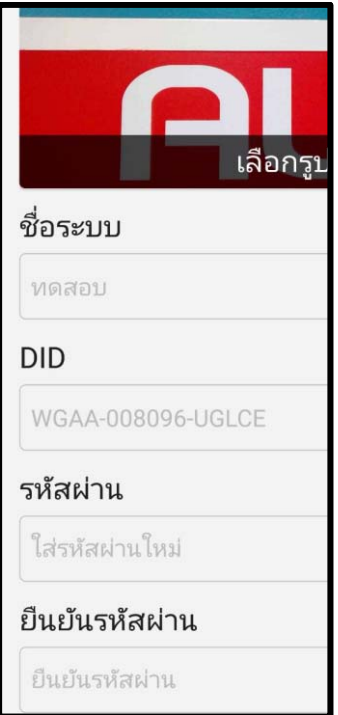 AU
เลือกรูป
ชื่อระบบ
ทดสอบ
DID
WGAA-008096-UGLCE
รหัสผ่าน
ใส่รหัสผ่านใหม่
ยืนยันรหัสผ่าน
ยืนยันรหัสผ่าน